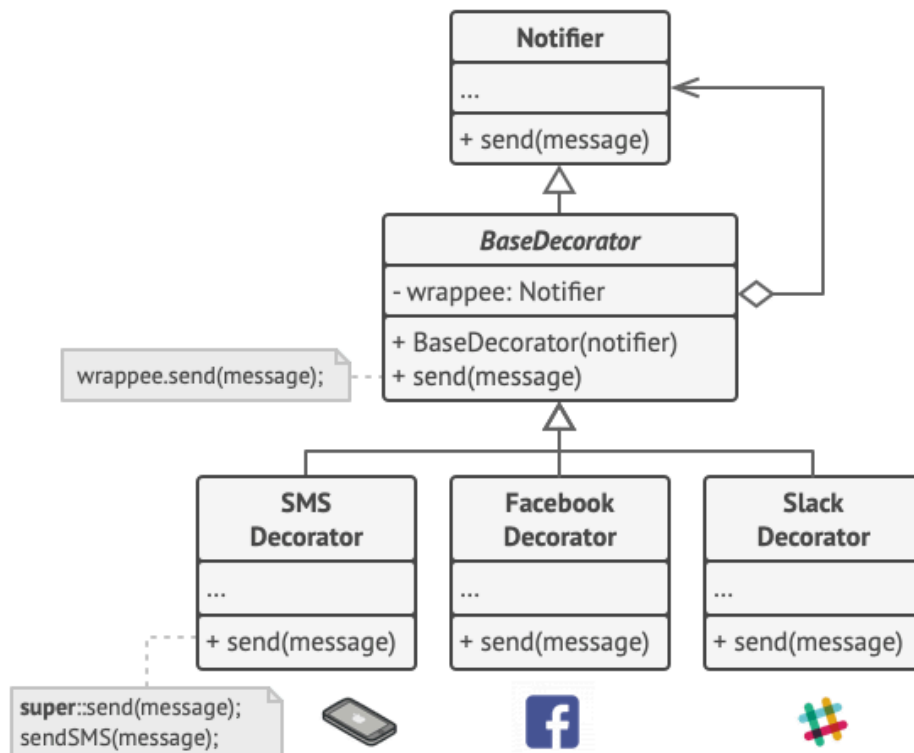 Notifier
...
+ send(message)
BaseDecorator
- wrappee: Notifier
+ BaseDecorator(notifier)
+ send(message)
wrappee.send(message);
SMS
Decorator
...
+ send(message)
Facebook
Decorator
...
+ send(message)
Slack
Decorator
...
+ send(message)
super::send(message);
sendSMS(message);
f